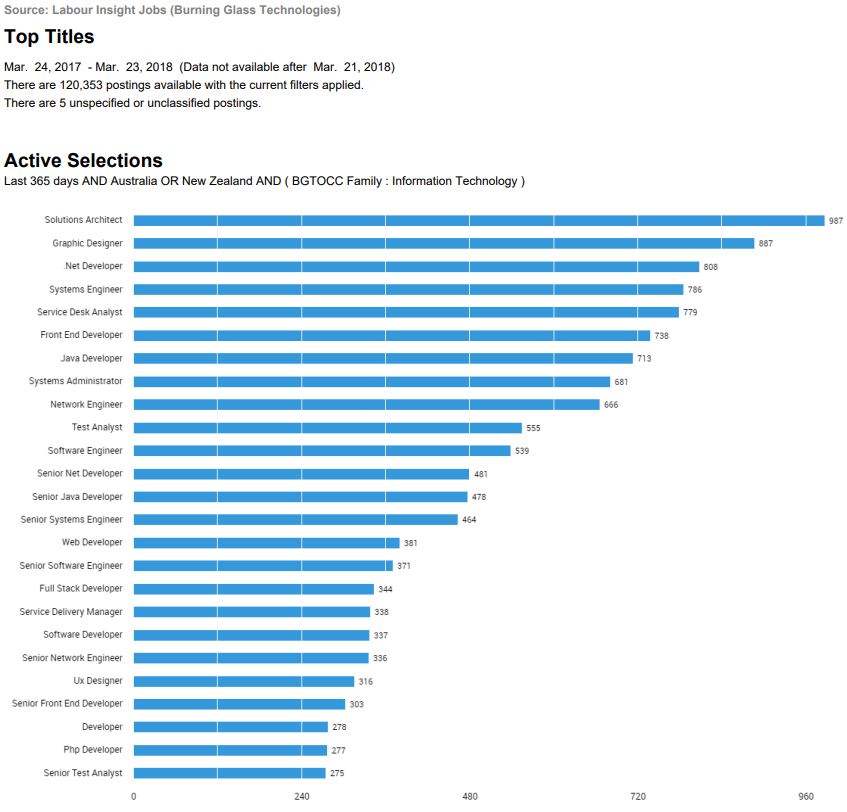 Source: Labour Insight Jobs (Burning Glass Technologies)
Top Titles
Mar. 24, 2017 - Mar. 23, 2018 (Data not available after Mar. 21, 2018)
There are 120,353 postings available with the current filters applied.
There are 5 unspecified or unclassified postings.
Active Selections
Last 365 days AND Australia OR New Zealand AND ( BGTOCC Family : Information Technology )
Solutions Architect 987
Graphic Designer 887
.Net Developer 808
Systems Engineer 786
Service Desk Analyst 779
Front End Developer 738
Java Developer 713
Systems Administrator 681
Network Engineer 666
Test Analyst 555
Software Engineer 539
Senior Net Developer 481
Senior Java Developer 478
Senior Systems Engineer 464
Web Developer 381
Senior Software Engineer 371
Full Stack Developer 344
Service Delivery Manager 338
Software Developer 337
Senior Network Engineer 336
Ux Designer 316
Senior Front End Developer 303
Developer 278
Php Developer 277
Senior Test Analyst 275
0 240 480 720 960